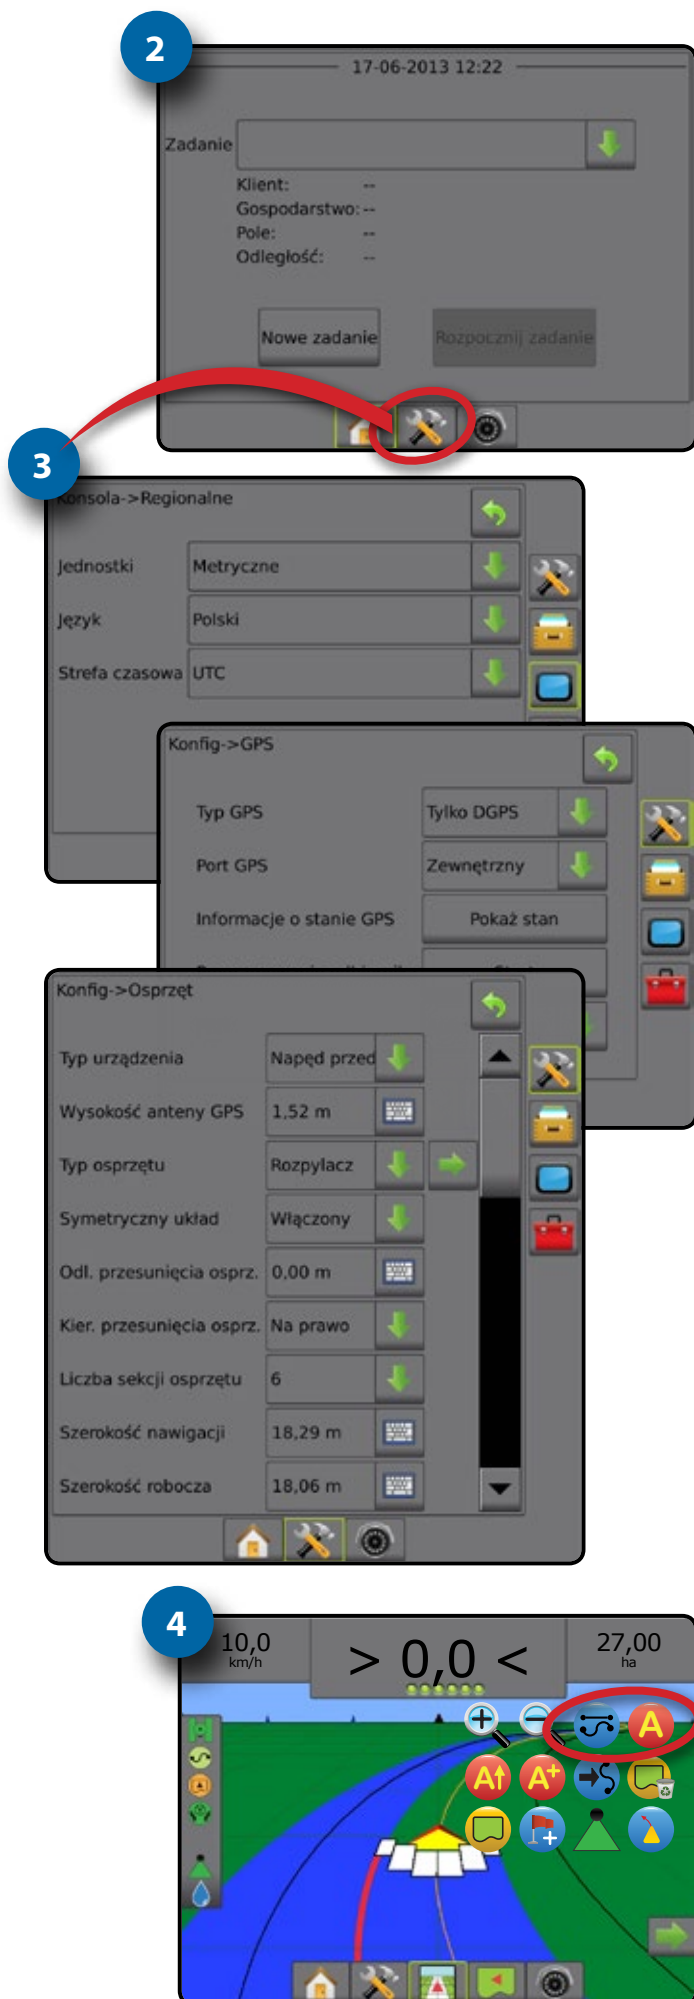 2
17-06-2013 12:22
Zadanie
Klient: --
Gospodarstwo: --
Pole: --
Odległość: --
Nowe zadanie Rozpocznij zadanie
3
Konsola->Regionalne
Jednostki Metryczne
Język Polski
Strefa czasowa UTC
Konfig->GPS
Typ GPS Tylko DGPS
Port GPS Zewnętrzny
Informacje o stanie GPS Pokaż stan
Konfig->Osprzęt
Typ urządzenia Napęd przed
Wysokość anteny GPS 1,52 m
Typ osprzętu Rozpylacz
Symetryczny układ Włączony
Odl. przesunięcia osprz. 0,00 m
Kier. przesunięcia osprz. Na prawo
Liczba sekcji osprzętu 6
Szerokość nawigacji 18,29 m
Szerokość robocza 18,06 m
4
10,0 > 0,0 < 27,00
km/h ha
A
A A+